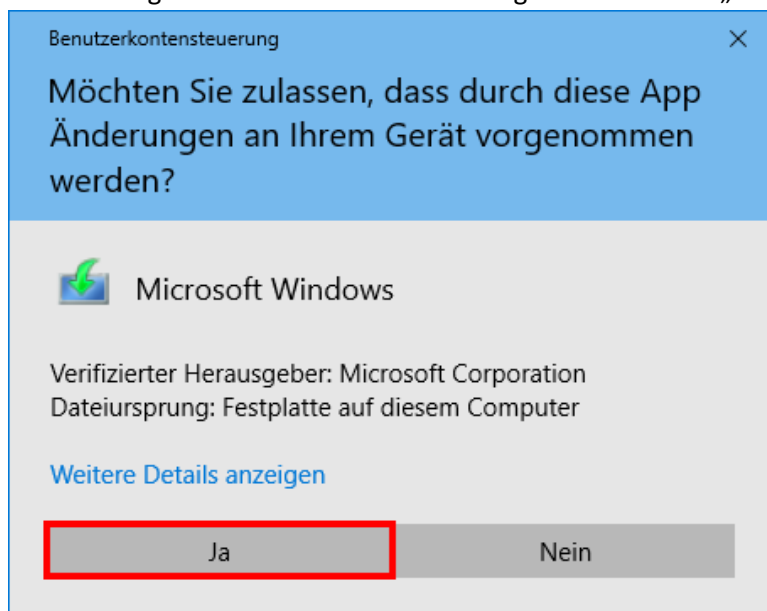 Benutzerkontensteuerung
Möchten Sie zulassen, dass durch diese App
Änderungen an Ihrem Gerät vorgenommen
werden?
Microsoft Windows
Verifizierter Herausgeber: Microsoft Corporation
Dateiursprung: Festplatte auf diesem Computer
Weitere Details anzeigen
Ja
Nein